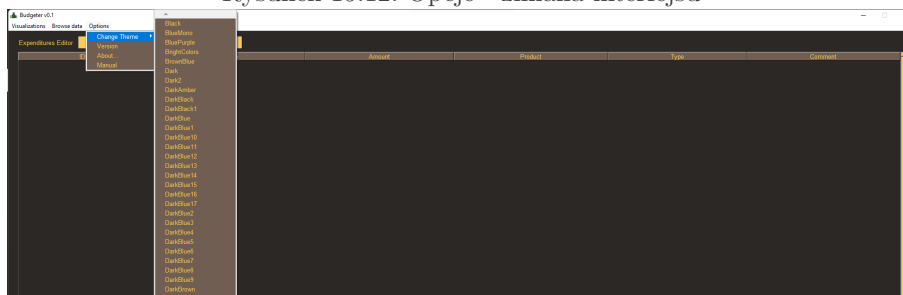 Budgeter v0.1
Visualizations Browse data Options
Expenditures Editor
Change Theme
Version
About...
Manual
Amount Product Type Comment
Black
BlueMono
BluePurple
BrightColors
BrownBlue
Dark
Dark2
DarkAmber
DarkBlack
DarkBlack1
DarkBlue
DarkBlue1
DarkBlue10
DarkBlue11
DarkBlue12
DarkBlue13
DarkBlue14
DarkBlue15
DarkBlue16
DarkBlue17
DarkBlue2
DarkBlue3
DarkBlue4
DarkBlue5
DarkBlue6
DarkBlue7
DarkBlue8
DarkBlue9
DarkBrown